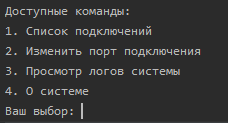 Доступные команды:
1. Список подключений
2. Изменить порт подключения
3. Просмотр логов системы
4. О системе
Ваш выбор: